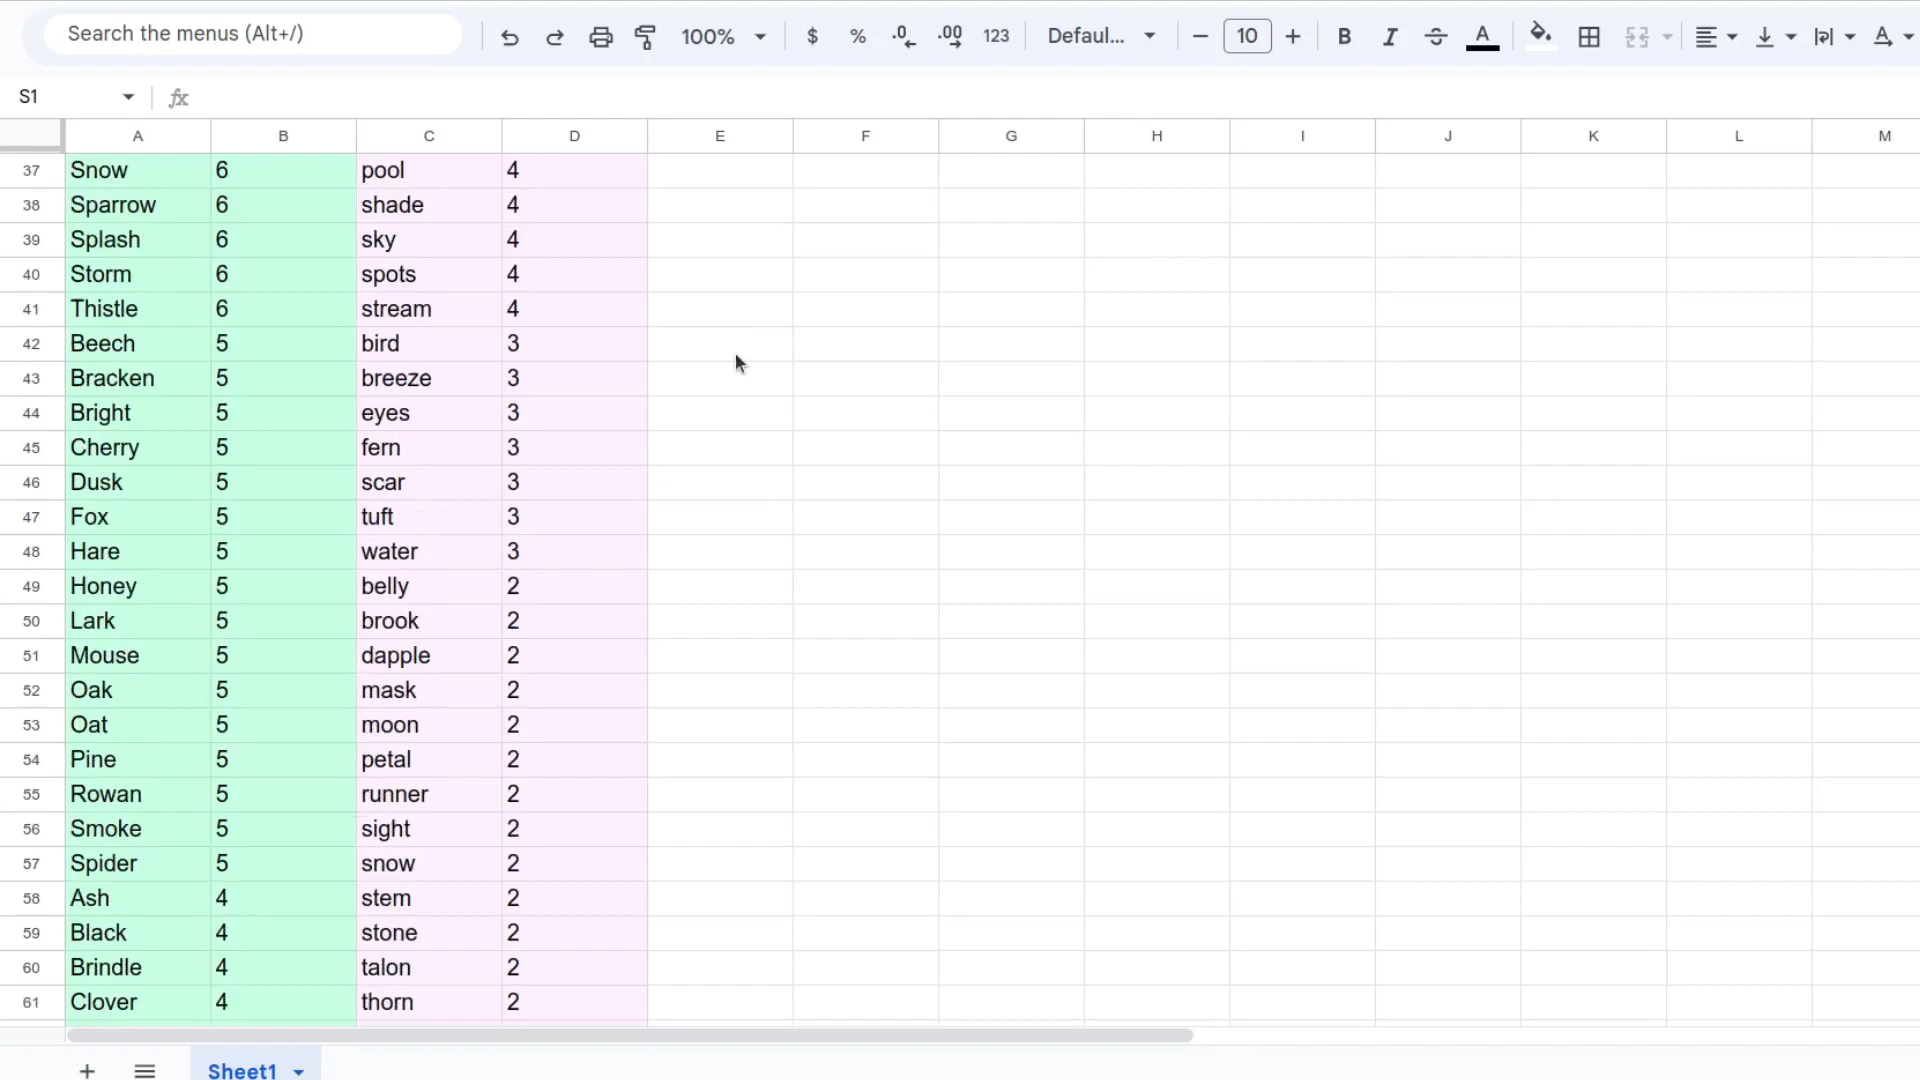 Search the menus (Alt+/)
100%
$ % .0 .00 123
Defaul...
10
B I S A
S1
fx
A B C D E F G H I J K L M
37 Snow 6 pool 4
38 Sparrow 6 shade 4
39 Splash 6 sky 4
40 Storm 6 spots 4
41 Thistle 6 stream 4
42 Beech 5 bird 3
43 Bracken 5 breeze 3
44 Bright 5 eyes 3
45 Cherry 5 fern 3
46 Dusk 5 scar 3
47 Fox 5 tuft 3
48 Hare 5 water 3
49 Honey 5 belly 2
50 Lark 5 brook 2
51 Mouse 5 dapple 2
52 Oak 5 mask 2
53 Oat 5 moon 2
54 Pine 5 petal 2
55 Rowan 5 runner 2
56 Smoke 5 sight 2
57 Spider 5 snow 2
58 Ash 4 stem 2
59 Black 4 stone 2
60 Brindle 4 talon 2
61 Clover 4 thorn 2
Sheet1